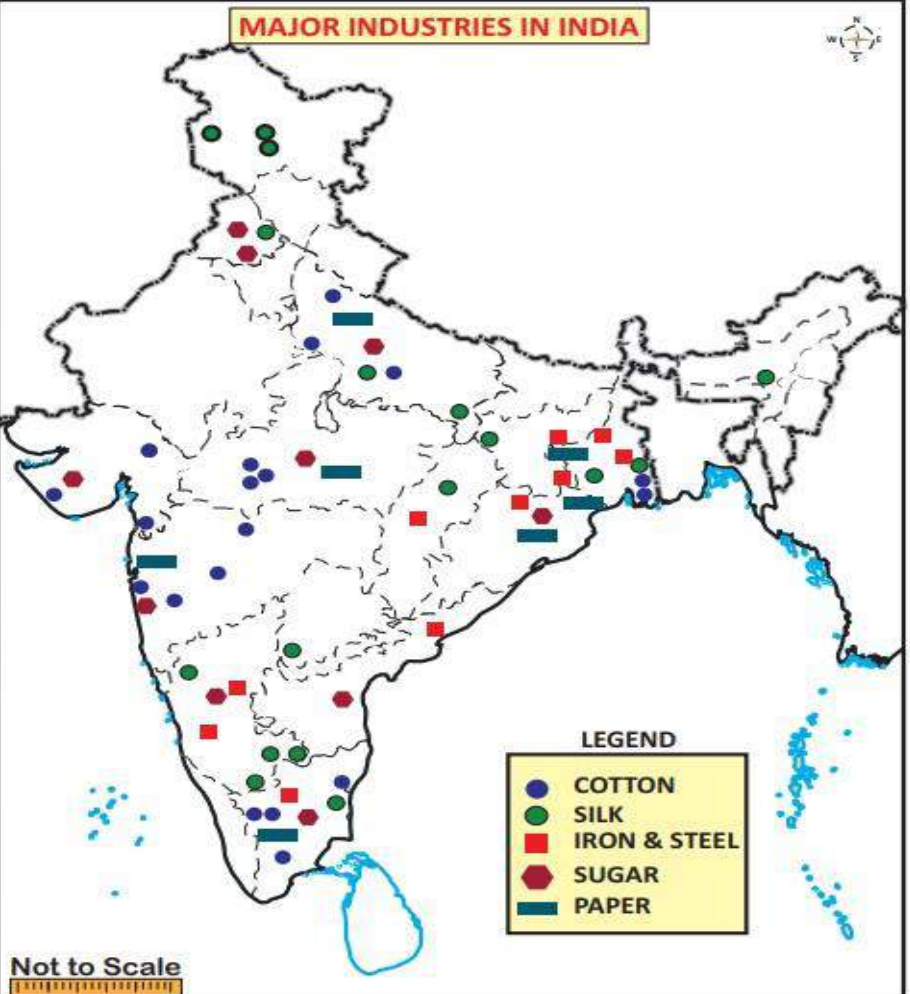 MAJOR INDUSTRIES IN INDIA
N
W E
S
LEGEND
COTTON
SILK
IRON & STEEL
SUGAR
PAPER
Not to Scale